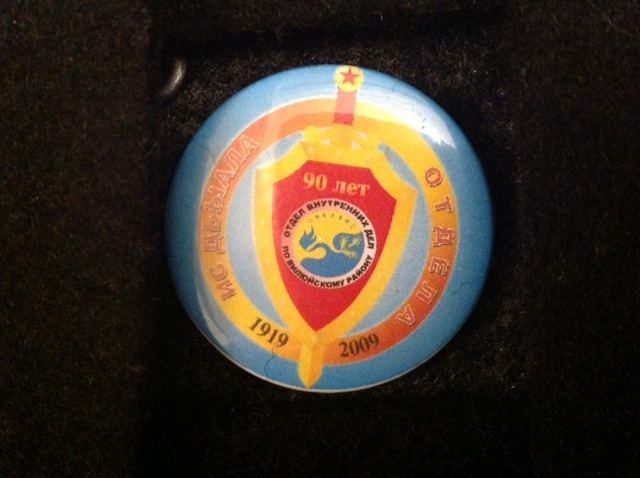 ИС ДЬЫАЛА
ОТДЕЛА
90 лет
ОТДЕЛ ВНУТРЕННИХ ДЕЛ
ПО ВИЛЮЙСКОМУ РАЙОНУ
1919
2009